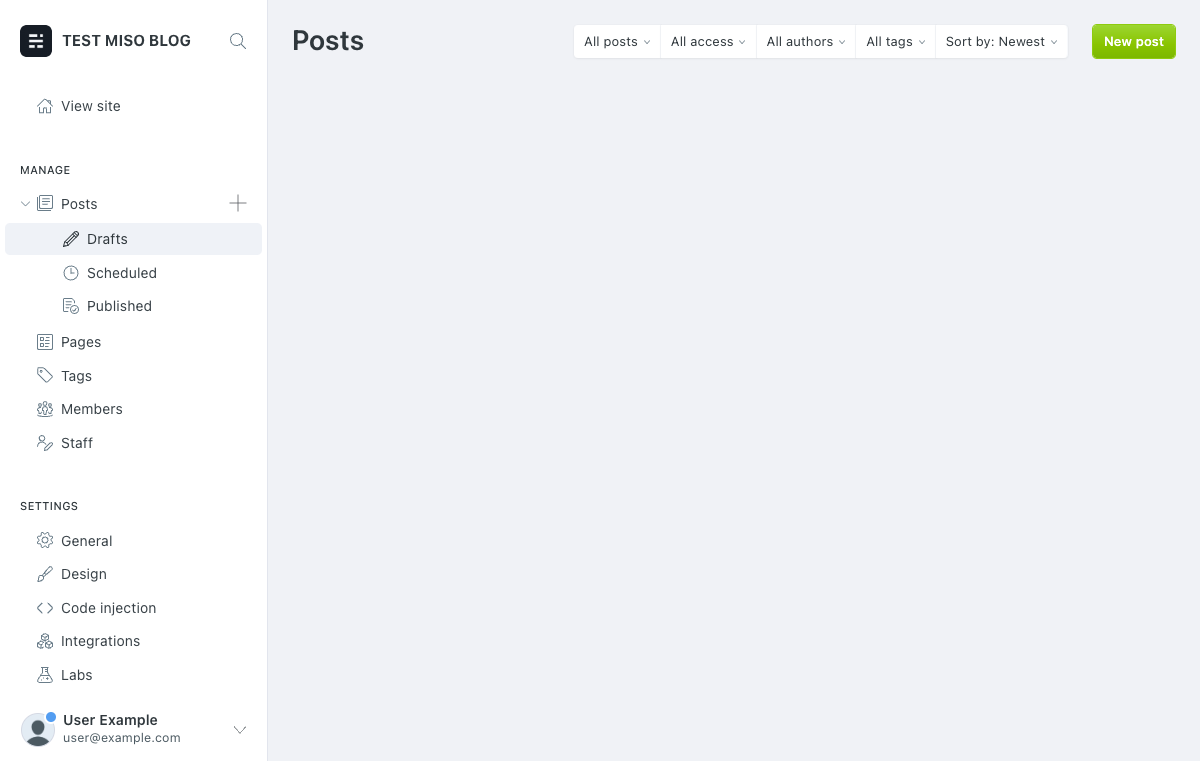 TEST MISO BLOG
View site
MANAGE
Posts
Drafts
Scheduled
Published
Pages
Tags
Members
Staff
SETTINGS
General
Design
Code injection
Integrations
Labs
User Example
user@example.com
Posts
All posts
All access
All authors
All tags
Sort by: Newest
New post